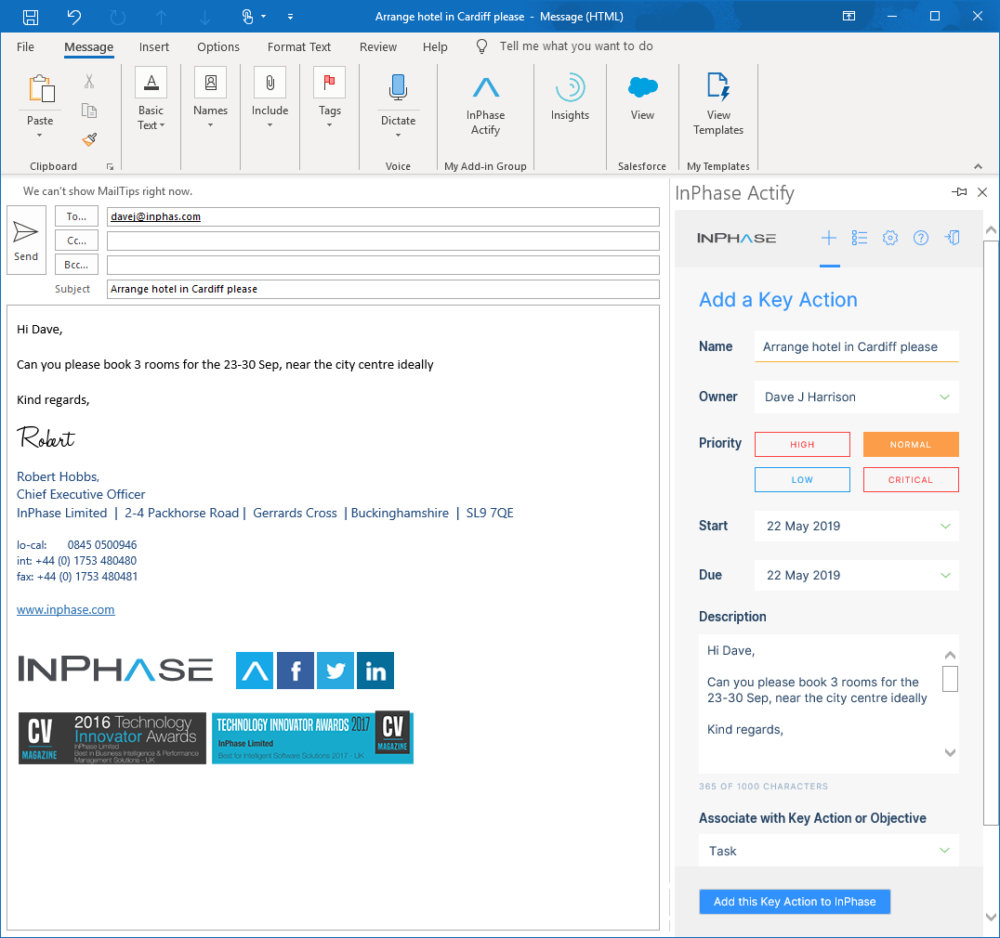 Arrange hotel in Cardiff please - Message (HTML)
File Message Insert Options Format Text Review Help Tell me what you want to do
Paste
Basic Text
Names
Include
Tags
Dictate
InPhase Actify
Insights
View
View Templates
Clipboard
Voice
My Add-in Group
Salesforce
My Templates
We can't show MailTips right now.
Send
To... davej@inphas.com
Cc...
Bcc...
Subject Arrange hotel in Cardiff please
Hi Dave,
Can you please book 3 rooms for the 23-30 Sep, near the city centre ideally
Kind regards,
Robert
Robert Hobbs,
Chief Executive Officer
InPhase Limited | 2-4 Packhorse Road | Gerrards Cross | Buckinghamshire | SL9 7QE
lo-cal: 0845 0500946
int: +44 (0) 1753 480480
fax: +44 (0) 1753 480481
www.inphase.com
INPHASE f in
CV MAGAZINE
2016 Technology
Innovator Awards
InPhase Limited
Best in Business Intelligence & Performance
Management Solutions - UK
TECHNOLOGY INNOVATOR AWARDS 2017
InPhase Limited
Best for Intelligent Software Solutions 2017 - UK
CV MAGAZINE
InPhase Actify
INPHASE
Add a Key Action
Name Arrange hotel in Cardiff please
Owner Dave J Harrison
Priority HIGH NORMAL
LOW CRITICAL
Start 22 May 2019
Due 22 May 2019
Description
Hi Dave,
Can you please book 3 rooms for the
23-30 Sep, near the city centre ideally
Kind regards,
365 OF 1000 CHARACTERS
Associate with Key Action or Objective
Task
Add this Key Action to InPhase